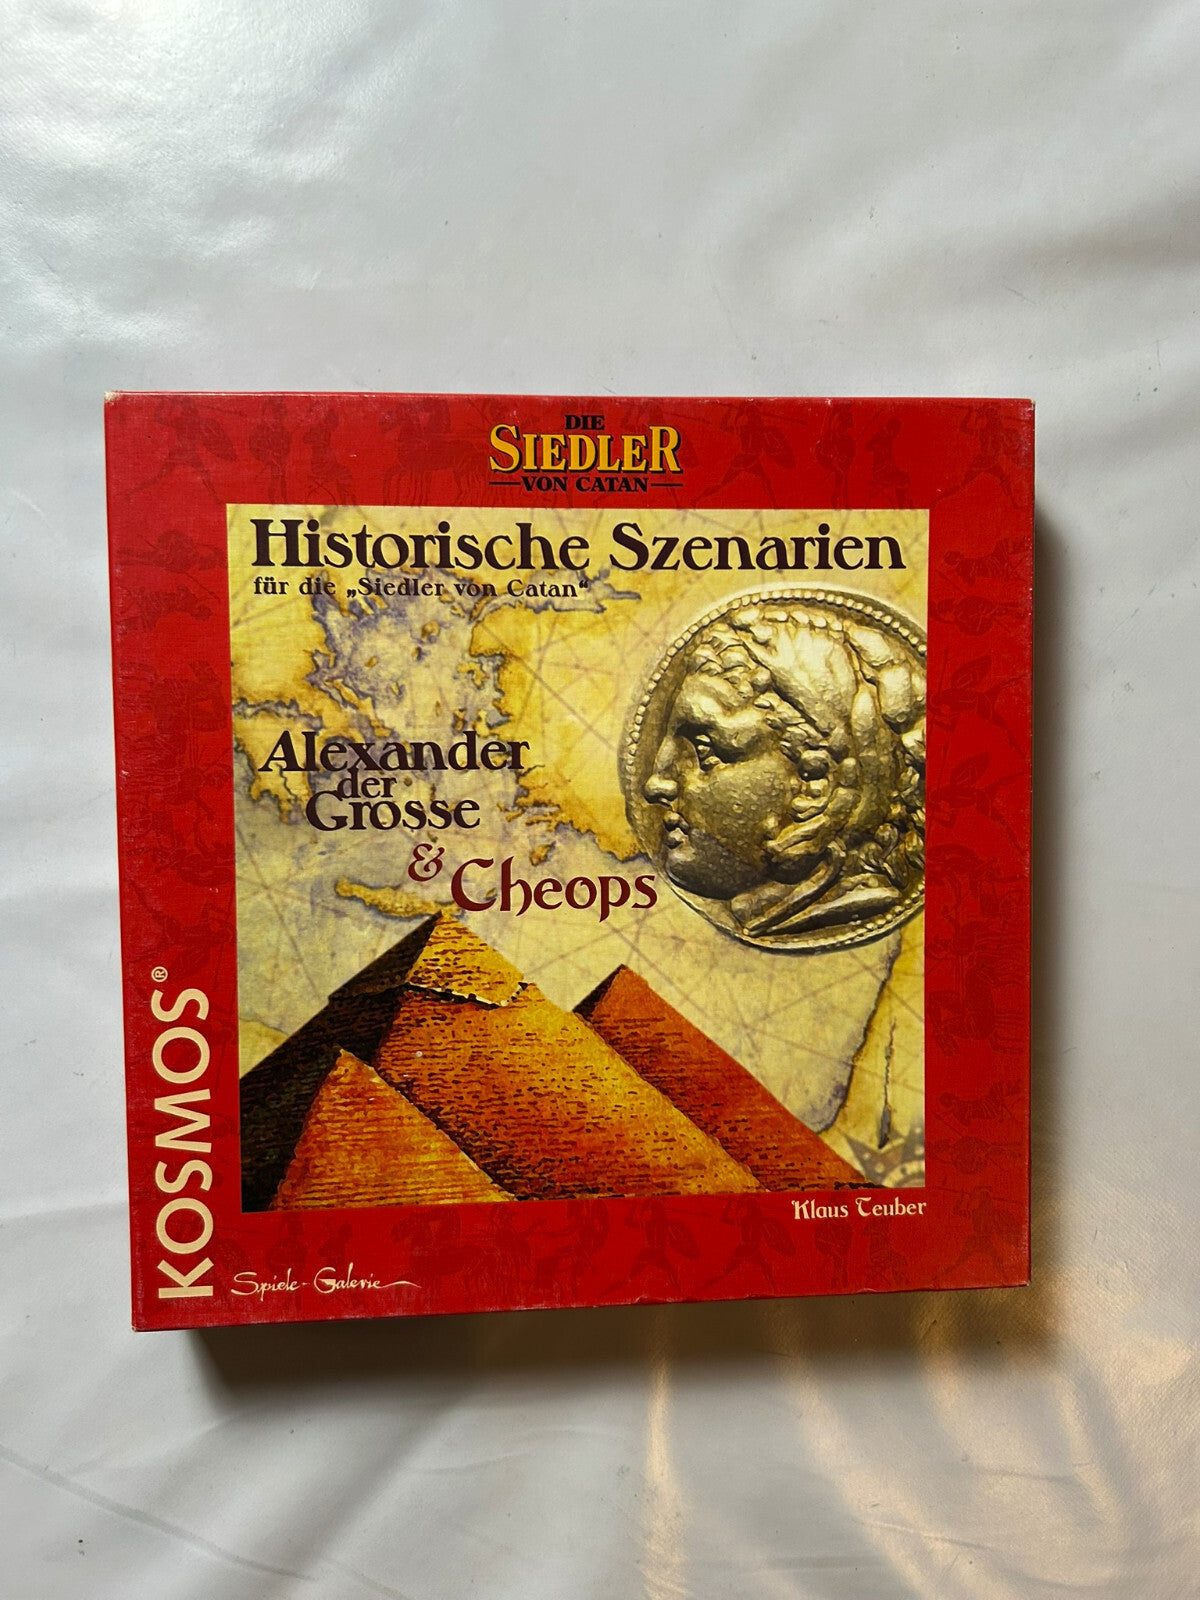 DIE
SIEDLER
VON CATAN
Historische Szenarien
für die „Siedler von Catan“
Alexander
der
Grosse
& Cheops
KOSMOS®
Klaus Teuber
Spiele-Galerie